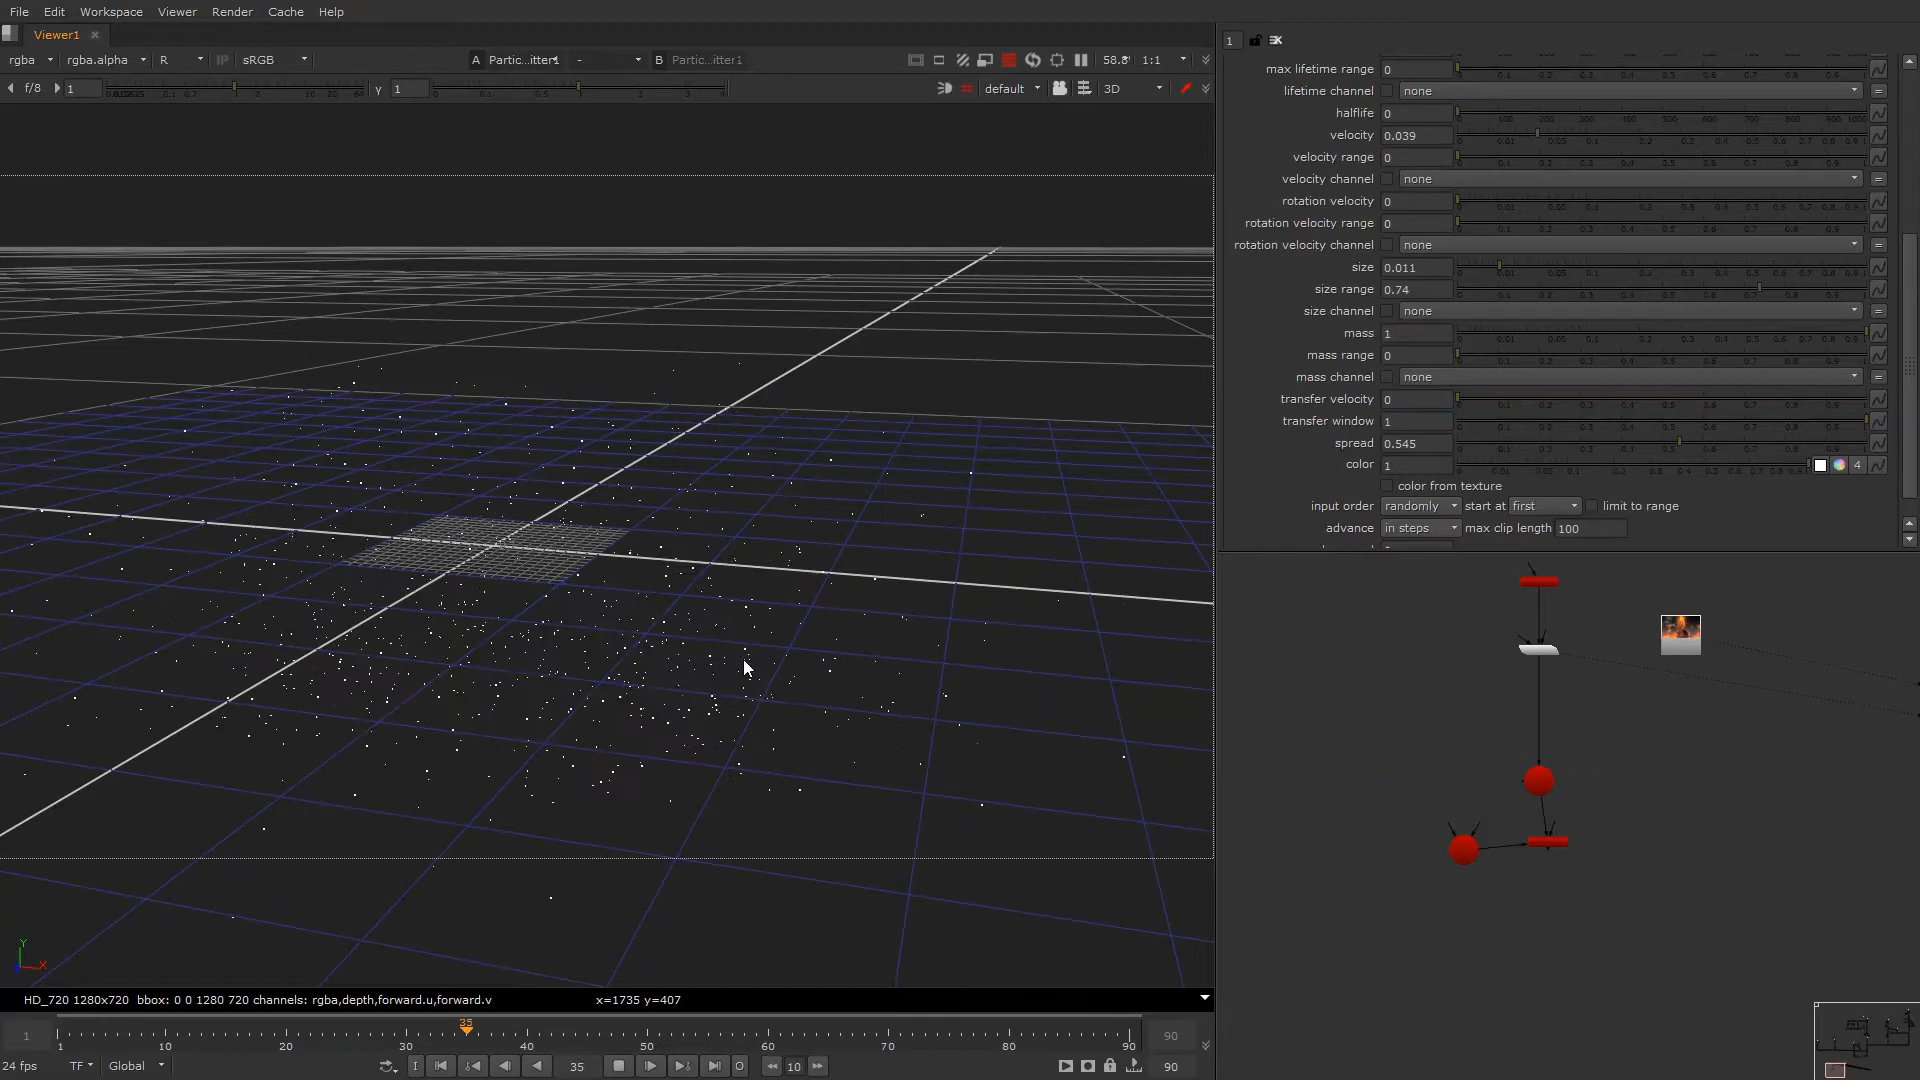 File Edit Workspace Viewer Render Cache Help
Viewer1
rgba rgba.alpha R IP sRGB A Partic...itter1 - B Partic...itter1 58.8 1:1
f/8 1 γ 1 default 3D
1
max lifetime range 0
lifetime channel none
halflife 0
velocity 0.039
velocity range 0
velocity channel none
rotation velocity 0
rotation velocity range 0
rotation velocity channel none
size 0.011
size range 0.74
size channel none
mass 1
mass range 0
mass channel none
transfer velocity 0
transfer window 1
spread 0.545
color 1 4
color from texture
input order randomly start at first limit to range
advance in steps max clip length 100
Y
X
HD_720 1280x720 bbox: 0 0 1280 720 channels: rgba,depth,forward.u,forward.v x=1735 y=407
35
1 90
1 10 20 30 40 50 60 70 80 90
24 fps TF Global I 35 O 10 90